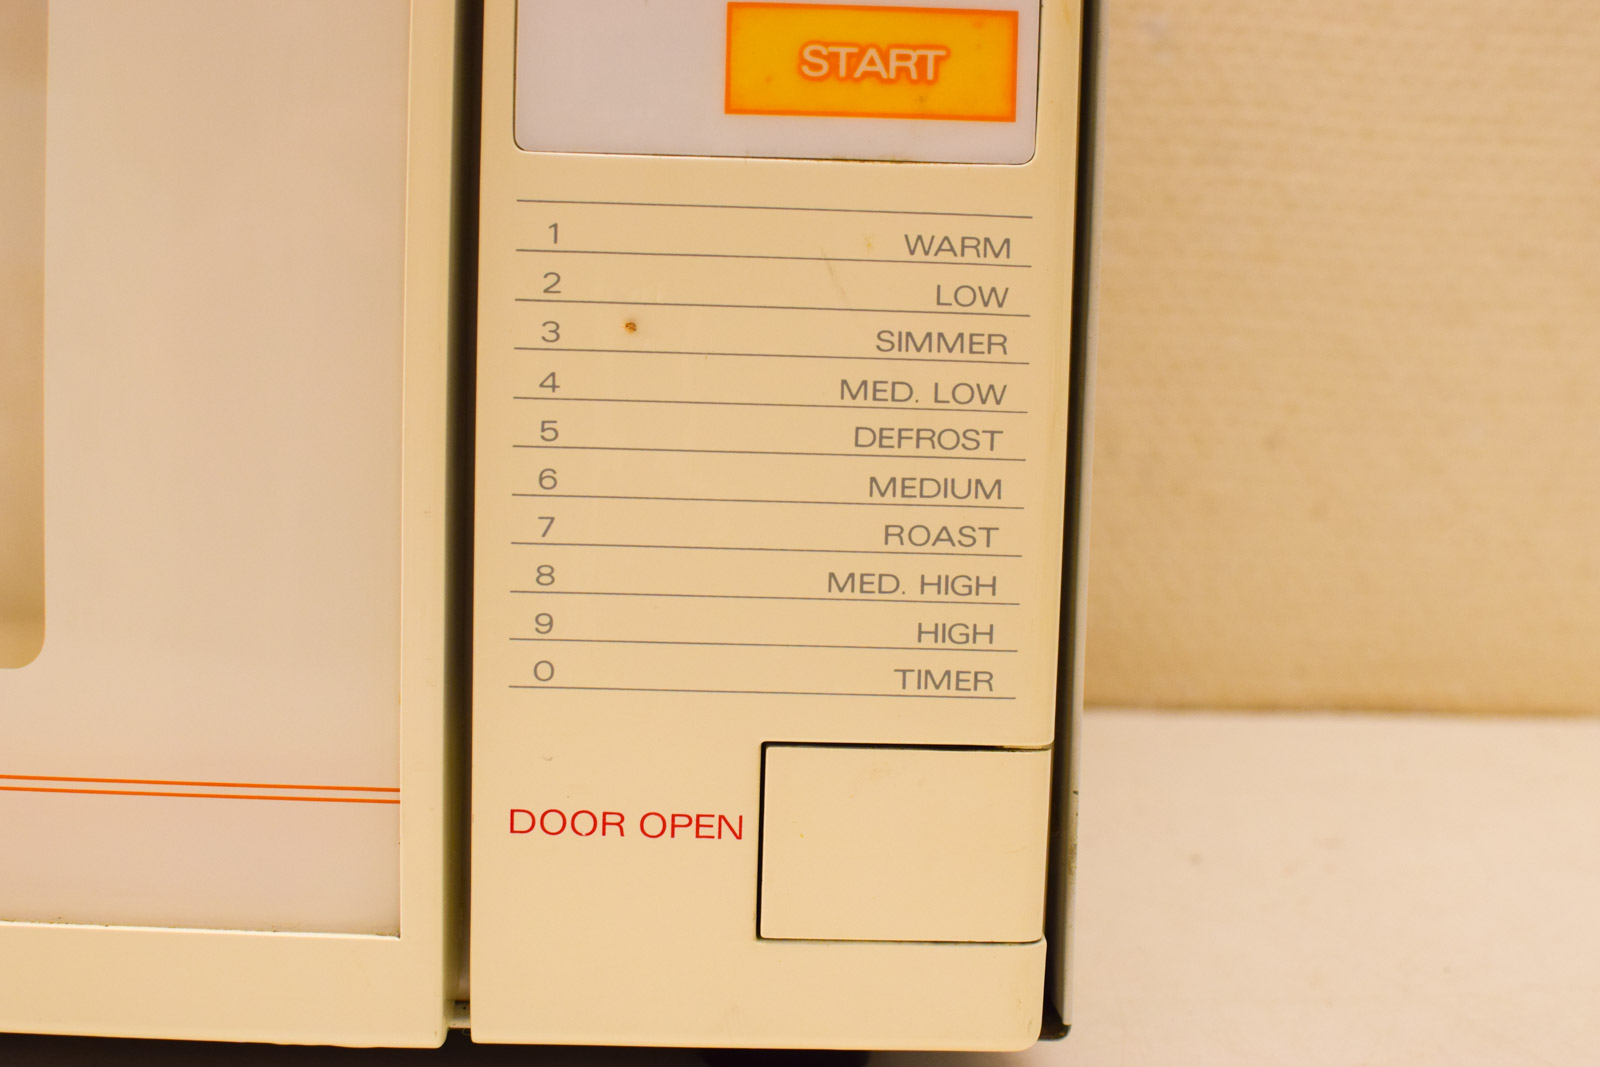 START
1 WARM
2 LOW
3 SIMMER
4 MED. LOW
5 DEFROST
6 MEDIUM
7 ROAST
8 MED. HIGH
9 HIGH
0 TIMER
DOOR OPEN